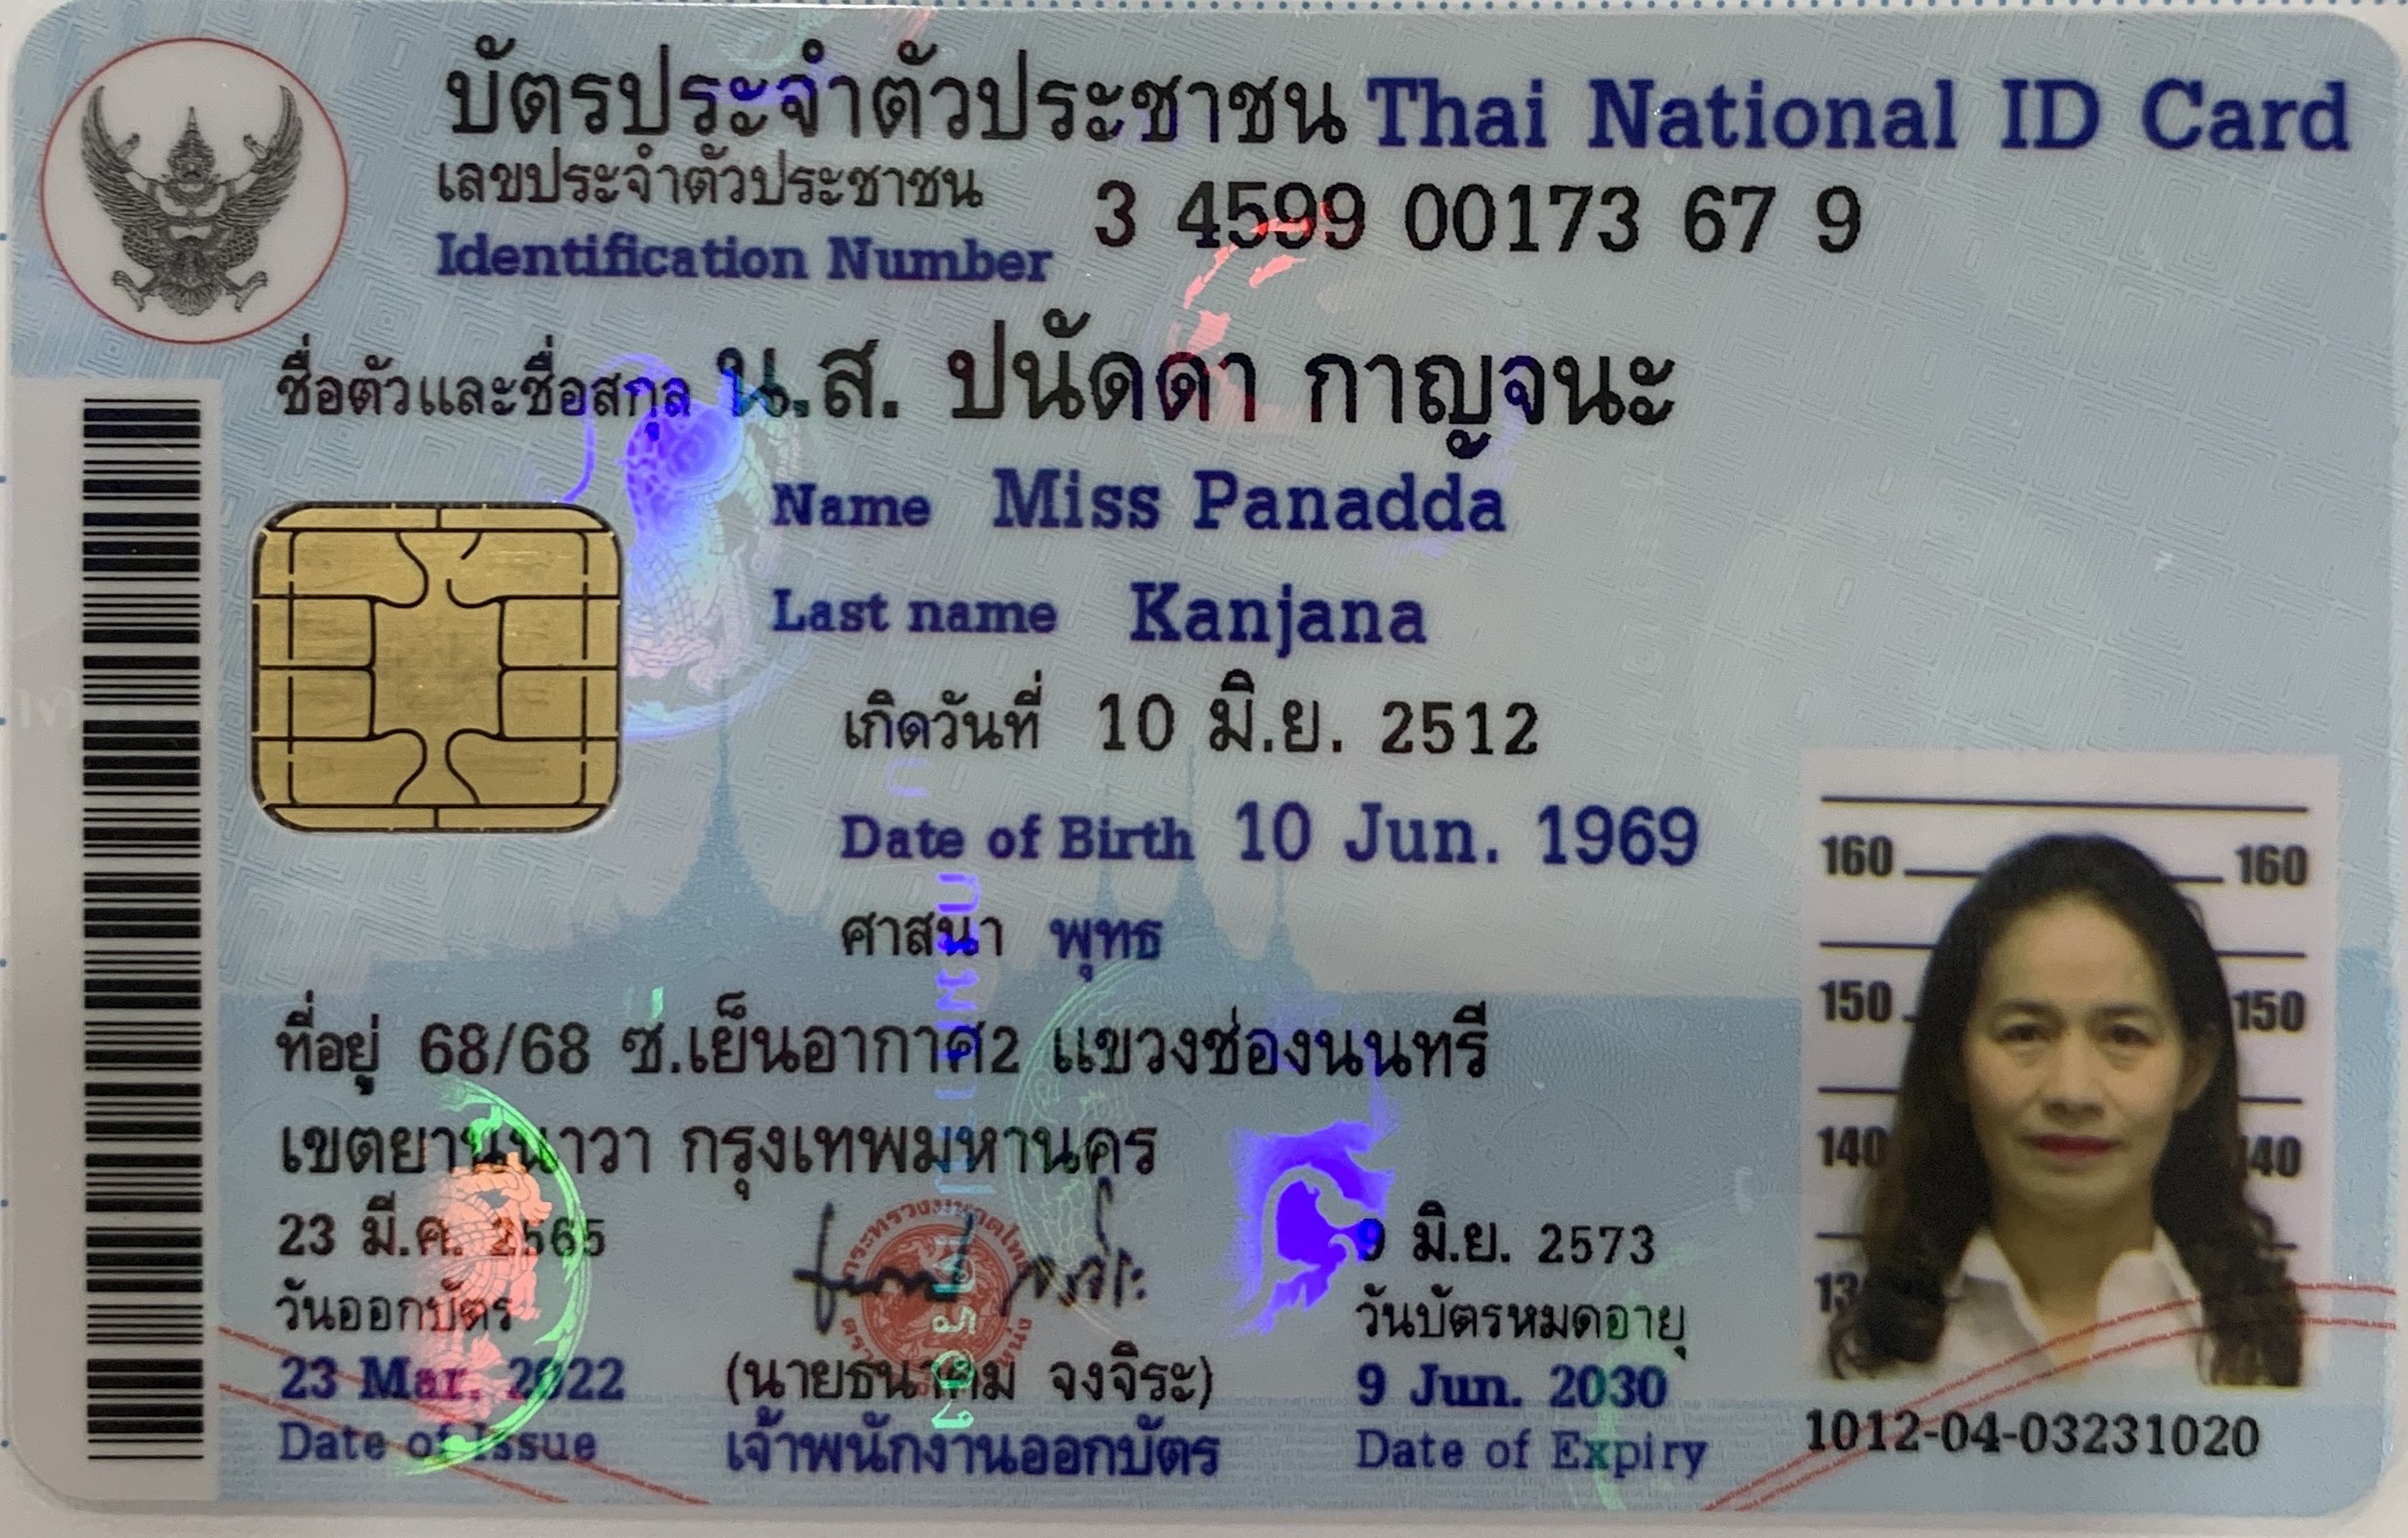 บัตรประจำตัวประชาชน Thai National ID Card
เลขประจำตัวประชาชน
Identification Number 3 4599 00173 67 9
ชื่อตัวและชื่อสกุล น.ส. ปนัดดา กาญจนะ
Name Miss Panadda
Last name Kanjana
เกิดวันที่ 10 มิ.ย. 2512
Date of Birth 10 Jun. 1969
ศาสนา พุทธ
ที่อยู่ 68/68 ซ.เย็นอากาศ2 แขวงช่องนนทรี
เขตยานนาวา กรุงเทพมหานคร
23 มี.ค. 2565
วันออกบัตร
23 Mar. 2022
Date of Issue
(นายธนาคม จงจิระ)
เจ้าพนักงานออกบัตร
9 มิ.ย. 2573
วันบัตรหมดอายุ
9 Jun. 2030
Date of Expiry
160 160
150 150
140 140
13
1012-04-03231020